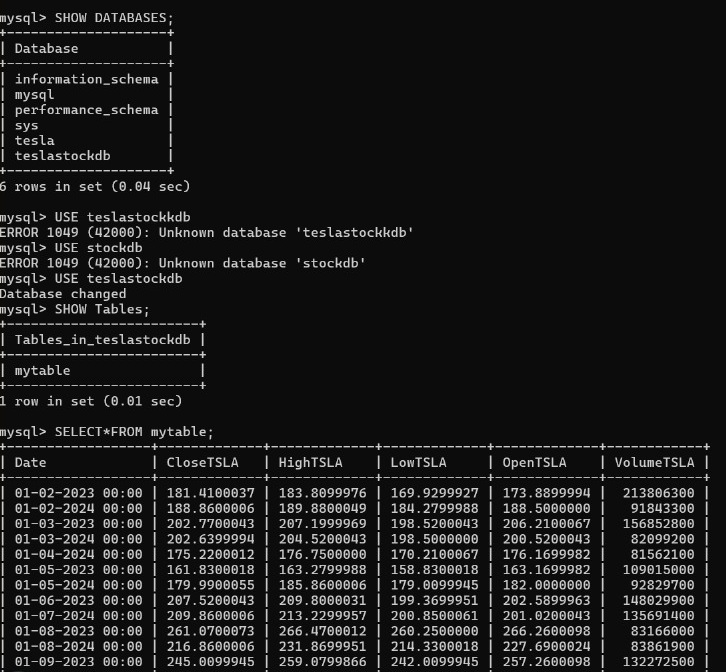 mysql> SHOW DATABASES;
+--------------------+
| Database           |
+--------------------+
| information_schema |
| mysql              |
| performance_schema |
| sys                |
| tesla              |
| teslastockdb       |
+--------------------+
6 rows in set (0.04 sec)
mysql> USE teslastockkdb
ERROR 1049 (42000): Unknown database 'teslastockkdb'
mysql> USE stockdb
ERROR 1049 (42000): Unknown database 'stockdb'
mysql> USE teslastockdb
Database changed
mysql> SHOW Tables;
+------------------------+
| Tables_in_teslastockdb |
+------------------------+
| mytable                |
+------------------------+
1 row in set (0.01 sec)
mysql> SELECT*FROM mytable;
+------------------+-------------+-------------+-------------+-------------+------------+
| Date             | CloseTSLA   | HighTSLA    | LowTSLA     | OpenTSLA    | VolumeTSLA |
+------------------+-------------+-------------+-------------+-------------+------------+
| 01-02-2023 00:00 | 181.4100037 | 183.8099976 | 169.9299927 | 173.8899994 | 213806300 |
| 01-02-2024 00:00 | 188.8600006 | 189.8800049 | 184.2799988 | 188.5000000 | 91843300 |
| 01-03-2023 00:00 | 202.7700043 | 207.1999969 | 198.5200043 | 206.2100067 | 156852800 |
| 01-03-2024 00:00 | 202.6399994 | 204.5200043 | 198.5000000 | 200.5200043 | 82099200 |
| 01-04-2024 00:00 | 175.2200012 | 176.7500000 | 170.2100067 | 176.1699982 | 81562100 |
| 01-05-2023 00:00 | 161.8300018 | 163.2799988 | 158.8300018 | 163.1699982 | 109015000 |
| 01-05-2024 00:00 | 179.9900055 | 185.8600006 | 179.0099945 | 182.0000000 | 92829700 |
| 01-06-2023 00:00 | 207.5200043 | 209.8000031 | 199.3699951 | 202.5899963 | 148029900 |
| 01-07-2024 00:00 | 209.8600006 | 213.2299957 | 200.8500061 | 201.0200043 | 135691400 |
| 01-08-2023 00:00 | 261.0700073 | 266.4700012 | 260.2500000 | 266.2600098 | 83166000 |
| 01-08-2024 00:00 | 216.8600006 | 231.8699951 | 214.3300018 | 227.6900024 | 83861900 |
| 01-09-2023 00:00 | 245.0099945 | 259.0799866 | 242.0099945 | 257.2600098 | 132272500 |